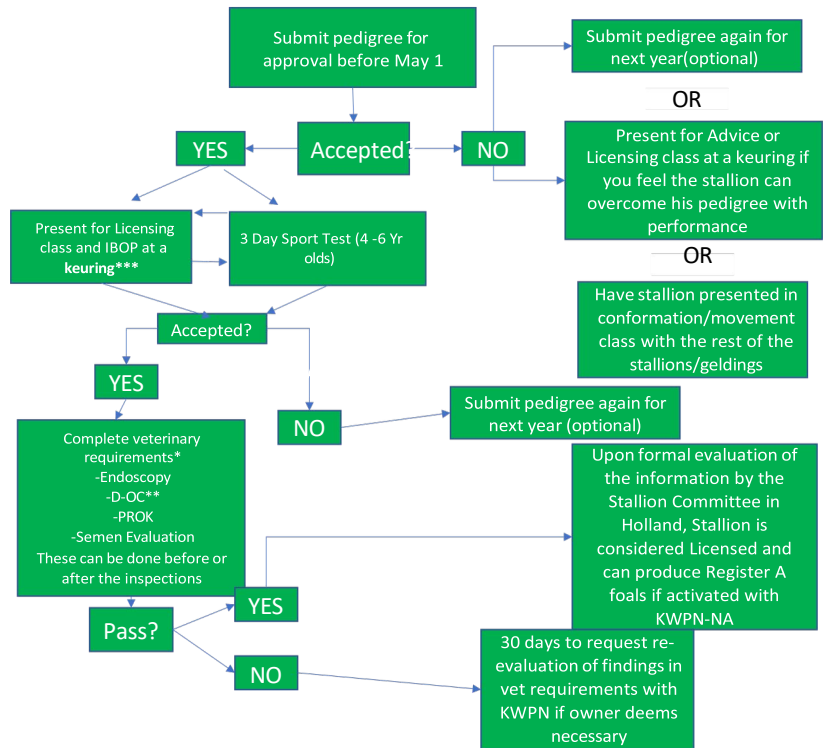 Submit pedigree for
approval before May 1
Submit pedigree again for
next year(optional)
OR
YES
Accepted?
NO
Present for Advice or
Licensing class at a keuring if
you feel the stallion can
overcome his pedigree with
performance
Present for Licensing
class and IBOP at a
keuring***
3 Day Sport Test (4 -6 Yr
olds)
OR
Have stallion presented in
conformation/movement
class with the rest of the
stallions/geldings
Accepted?
YES
NO
Submit pedigree again for
next year (optional)
Complete veterinary
requirements*
-Endoscopy
-D-OC**
-PROK
-Semen Evaluation
These can be done before or
after the inspections
Upon formal evaluation of
the information by the
Stallion Committee in
Holland, Stallion is
considered Licensed and
can produce Register A
foals if activated with
KWPN-NA
Pass?
YES
NO
30 days to request re-
evaluation of findings in
vet requirements with
KWPN if owner deems
necessary